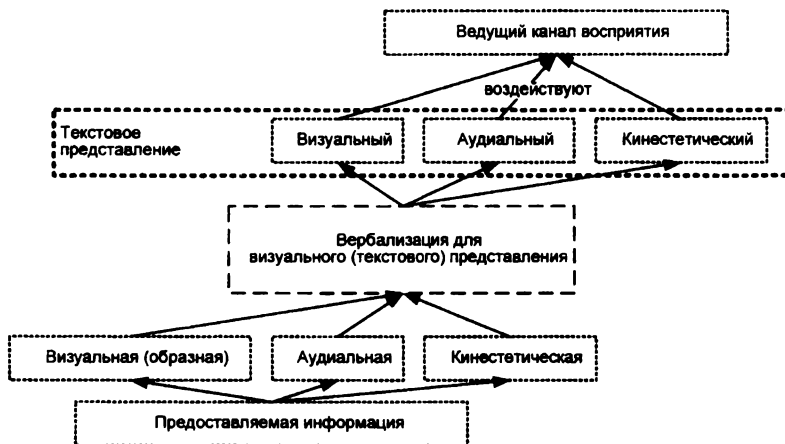 Ведущий канал восприятия
воздействуют
Текстовое
представление
Визуальный
Аудиальный
Кинестетический
Вербализация для
визуального (текстового) представления
Визуальная (образная)
Аудиальная
Кинестетическая
Предоставляемая информация